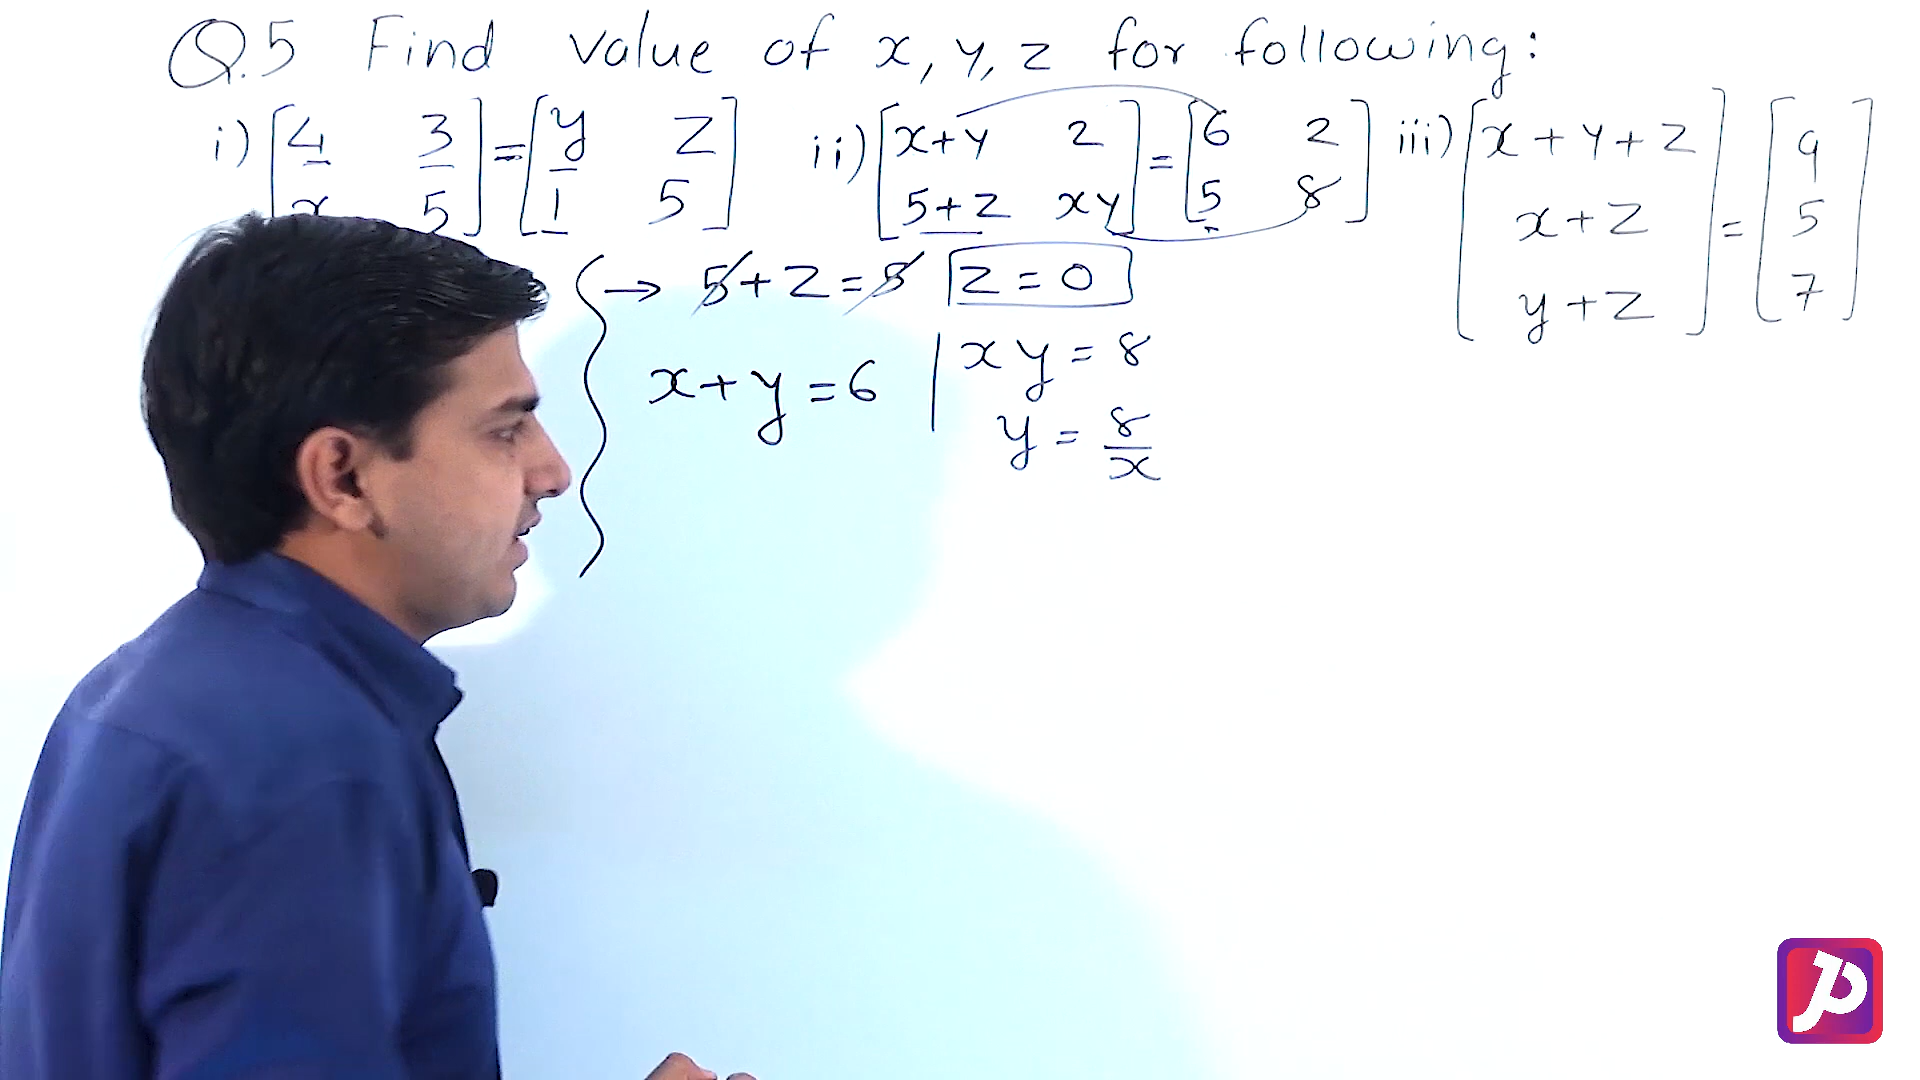 Q.5 Find value of x, y, z for following:
i) [4 3 = [y z ii) [x+y 2 = [6 2 iii) [x+y+z = [9
x 5] 1 5] 5+z xy] 5 8] x+z 5
y+z] 7]
→ 5+z=5 z=0
x+y=6 | xy=8
y=8/x